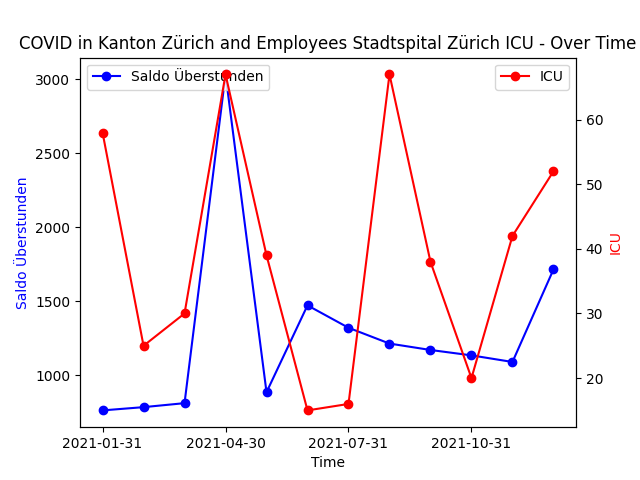 COVID in Kanton Zürich and Employees Stadtspital Zürich ICU - Over Time
Saldo Überstunden
ICU
3000
2500
2000
1500
1000
Saldo Überstunden
60
50
40
30
20
ICU
2021-01-31
2021-04-30
2021-07-31
2021-10-31
Time